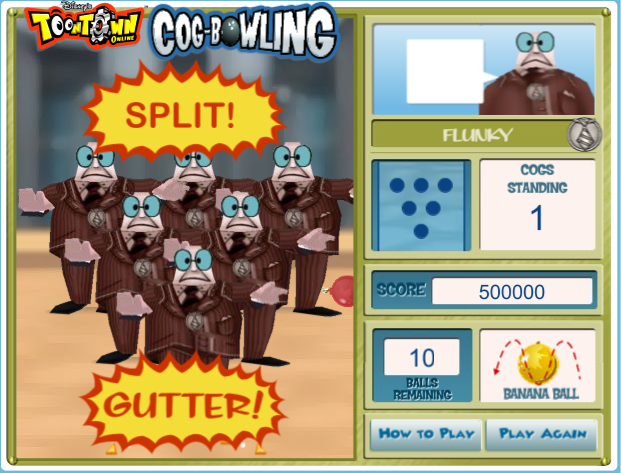 Disney's
TOONTOWN
ONLINE
COG-BOWLING
SPLIT!
FLUNKY
COGS
STANDING
1
SCORE 500000
10
BALLS
REMAINING
BANANA BALL
GUTTER!
HOW TO PLAY
PLAY AGAIN